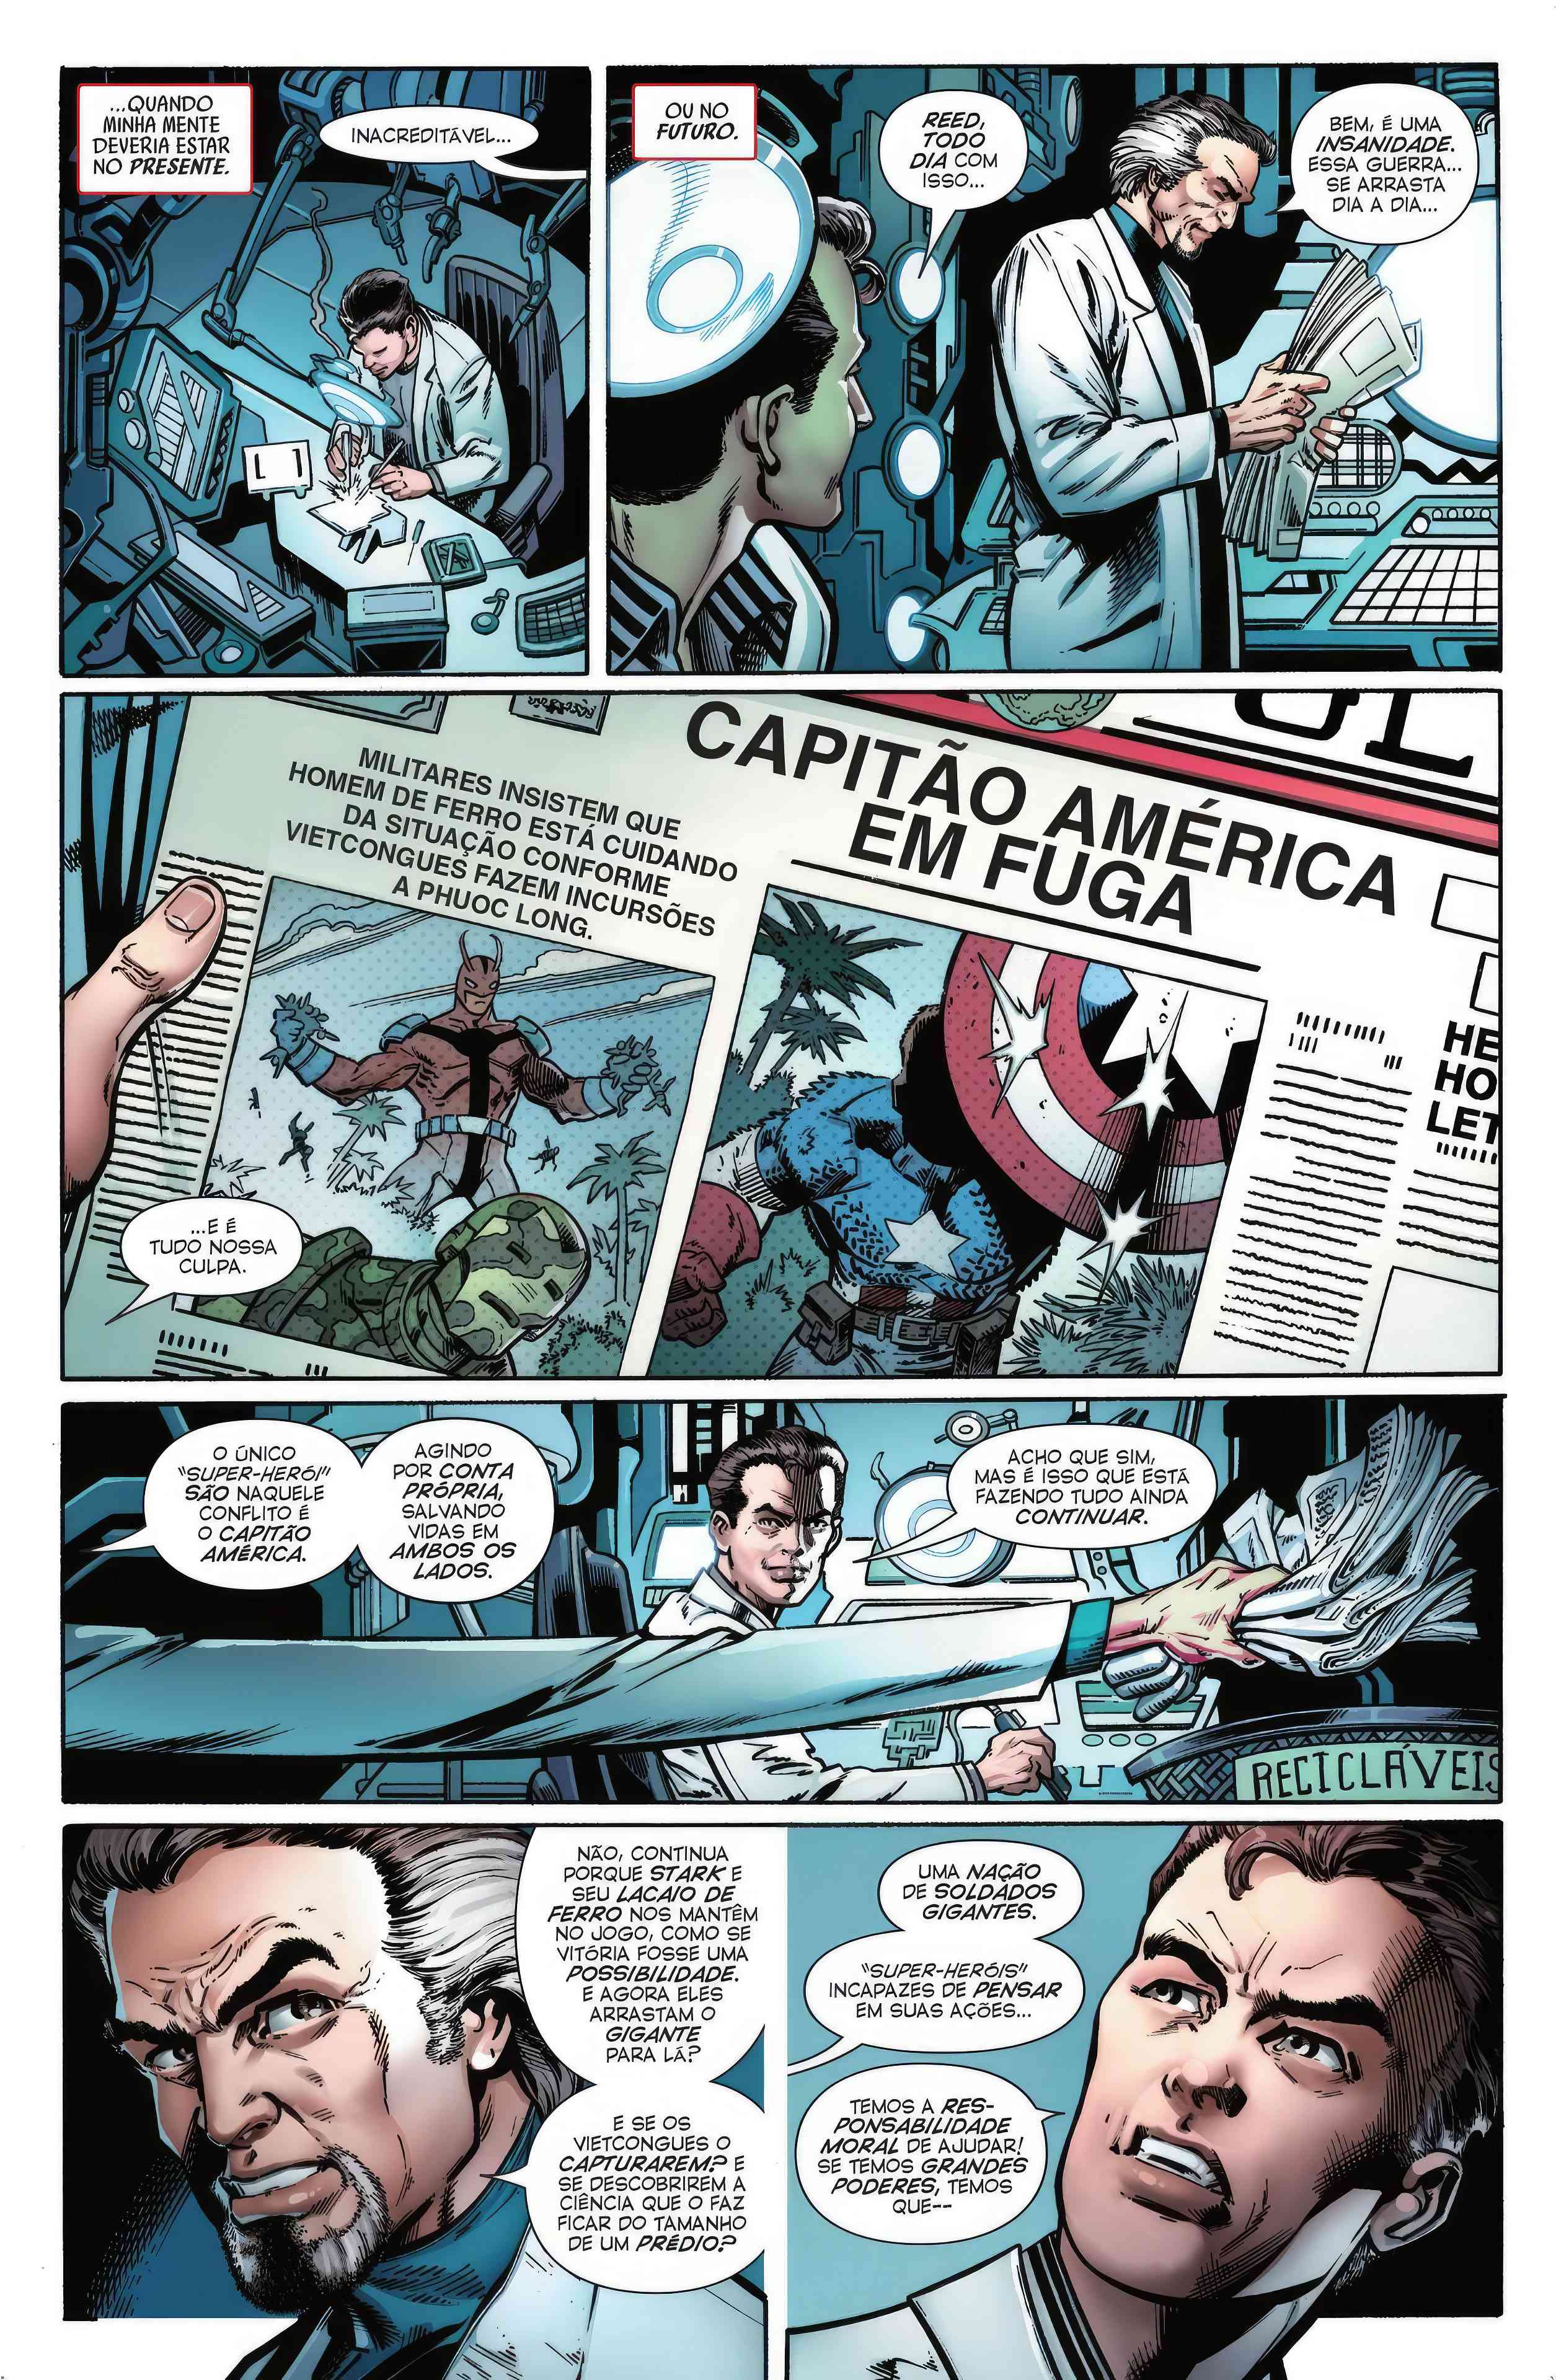 ...QUANDO
MINHA MENTE
DEVERIA ESTAR
NO PRESENTE.
INACREDITÁVEL...
OU NO
FUTURO.
REED,
TODO
DIA COM
ISSO...
BEM, É UMA
INSANIDADE.
ESSA GUERRA...
SE ARRASTA
DIA A DIA...
MILITARES INSISTEM QUE
HOMEM DE FERRO ESTÁ CUIDANDO
DA SITUAÇÃO CONFORME
VIETCONGUES FAZEM INCURSÕES
A PHUOC LONG.
CAPITÃO AMÉRICA
EM FUGA
HE
HO
LET
...E É
TUDO NOSSA
CULPA.
O ÚNICO
"SUPER-HERÓI"
SÃO NAQUELE
CONFLITO É
O CAPITÃO
AMÉRICA.
AGINDO
POR CONTA
PRÓPRIA,
SALVANDO
VIDAS EM
AMBOS OS
LADOS.
ACHO QUE SIM,
MAS É ISSO QUE ESTÁ
FAZENDO TUDO AINDA
CONTINUAR.
RECICLÁVEIS
NÃO, CONTINUA
PORQUE STARK E
SEU LACAIO DE
FERRO NOS MANTÊM
NO JOGO, COMO SE
VITÓRIA FOSSE UMA
POSSIBILIDADE.
E AGORA ELES
ARRASTAM O
GIGANTE
PARA LÁ?
E SE OS
VIETCONGUES O
CAPTURAREM? E
SE DESCOBRIREM A
CIÊNCIA QUE O FAZ
FICAR DO TAMANHO
DE UM PRÉDIO?
UMA NAÇÃO
DE SOLDADOS
GIGANTES.
"SUPER-HERÓIS"
INCAPAZES DE PENSAR
EM SUAS AÇÕES...
TEMOS A RES-
PONSABILIDADE
MORAL DE AJUDAR!
SE TEMOS GRANDES
PODERES, TEMOS
QUE--